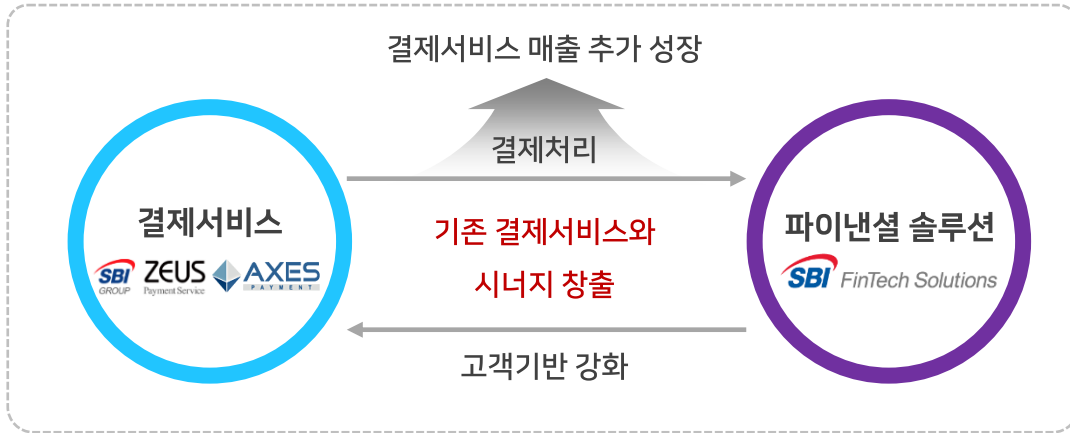 결제서비스 매출 추가 성장
결제처리
결제서비스
SBI
GROUP
ZEUS
Payment Service
AXES
PAYMENT
기존 결제서비스와
시너지 창출
파이낸셜 솔루션
SBI FinTech Solutions
고객기반 강화